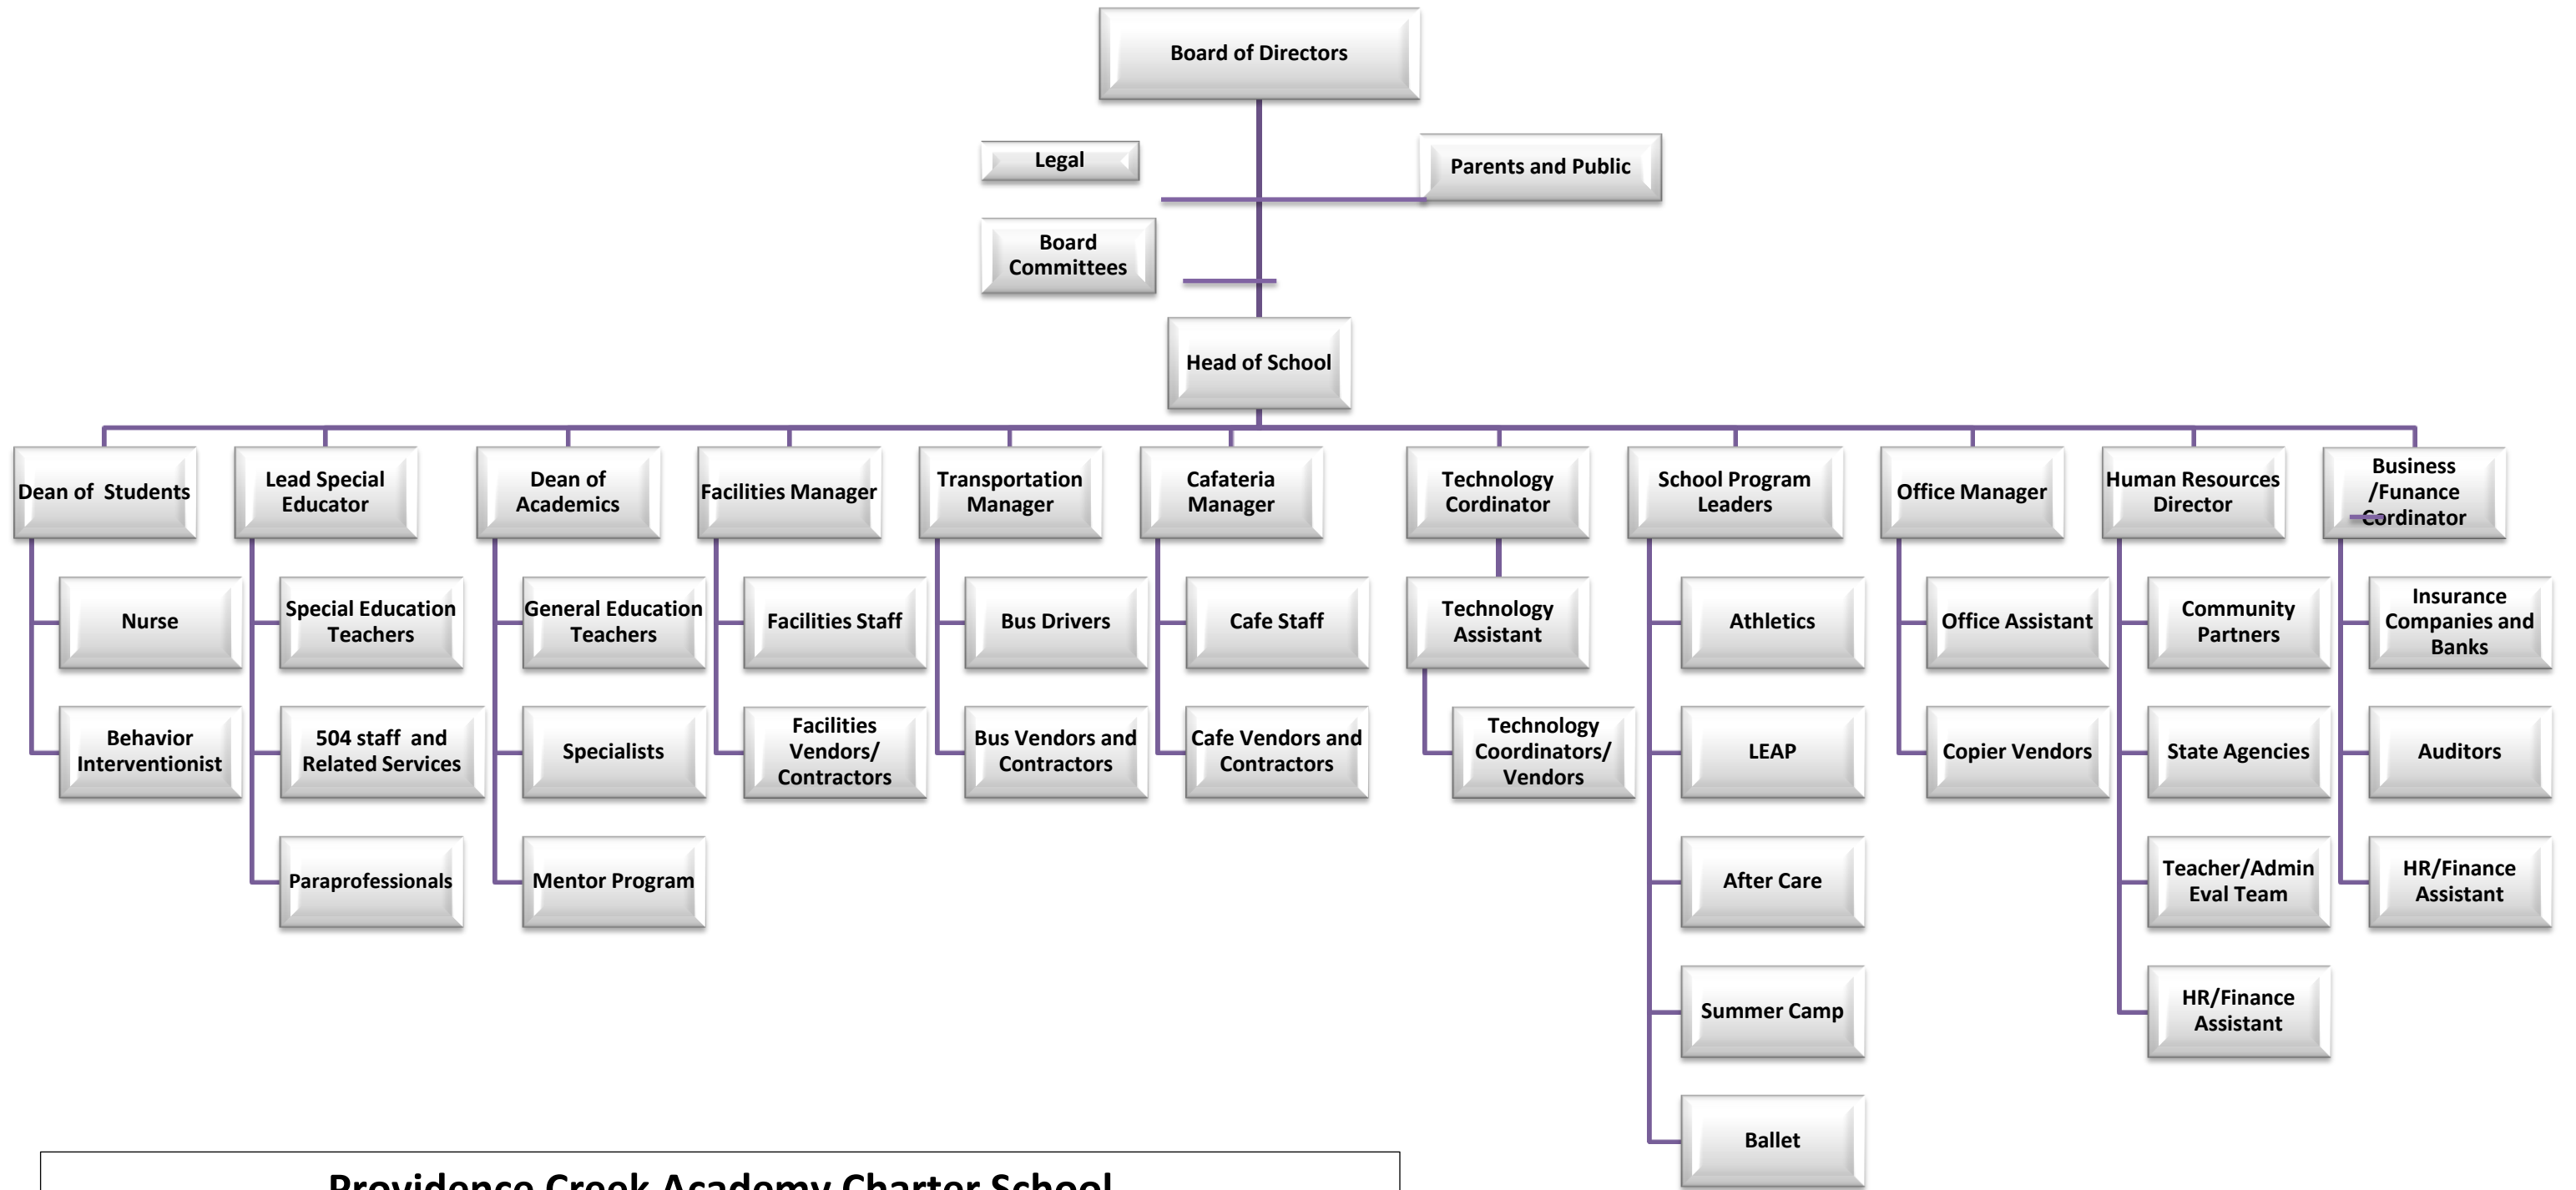 Board of Directors
Legal
Parents and Public
Board
Committees
Head of School
Dean of  Students
Lead Special
Educator
Dean of
Academics
Facilities Manager
Transportation
Manager
Cafateria
Manager
Technology
Cordinator
School Program
Leaders
Office Manager
Human Resources
Director
Business
/Funance
Cordinator
Nurse
Special Education
Teachers
General Education
Teachers
Facilities Staff
Bus Drivers
Cafe Staff
Technology
Assistant
Athletics
Office Assistant
Community
Partners
Insurance
Companies and
Banks
Behavior
Interventionist
504 staff  and
Related Services
Specialists
Facilities
Vendors/
Contractors
Bus Vendors and
Contractors
Cafe Vendors and
Contractors
Technology
Coordinators/
Vendors
LEAP
Copier Vendors
State Agencies
Auditors
Paraprofessionals
Mentor Program
After Care
Teacher/Admin
Eval Team
HR/Finance
Assistant
Summer Camp
HR/Finance
Assistant
Ballet
Providence Creek Academy Charter School